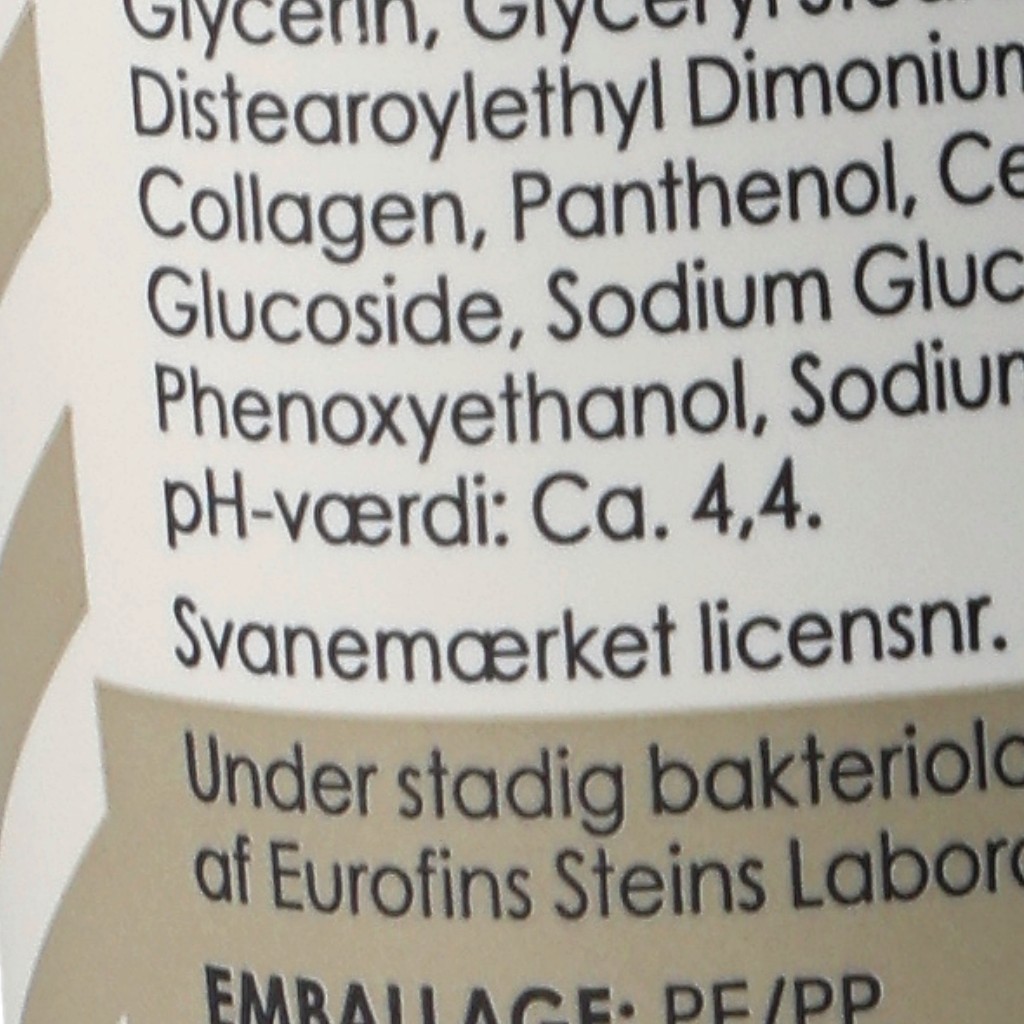 Glycerin,
Distearoylethyl
Collagen, Panthenol,
Glucoside, Sodium
Phenoxyethanol,
pH-værdi: Ca. 4,4.
Svanemærket licensnr.
Under stadig
af Eurofins Steins
EMBALLAGE: PE/PP